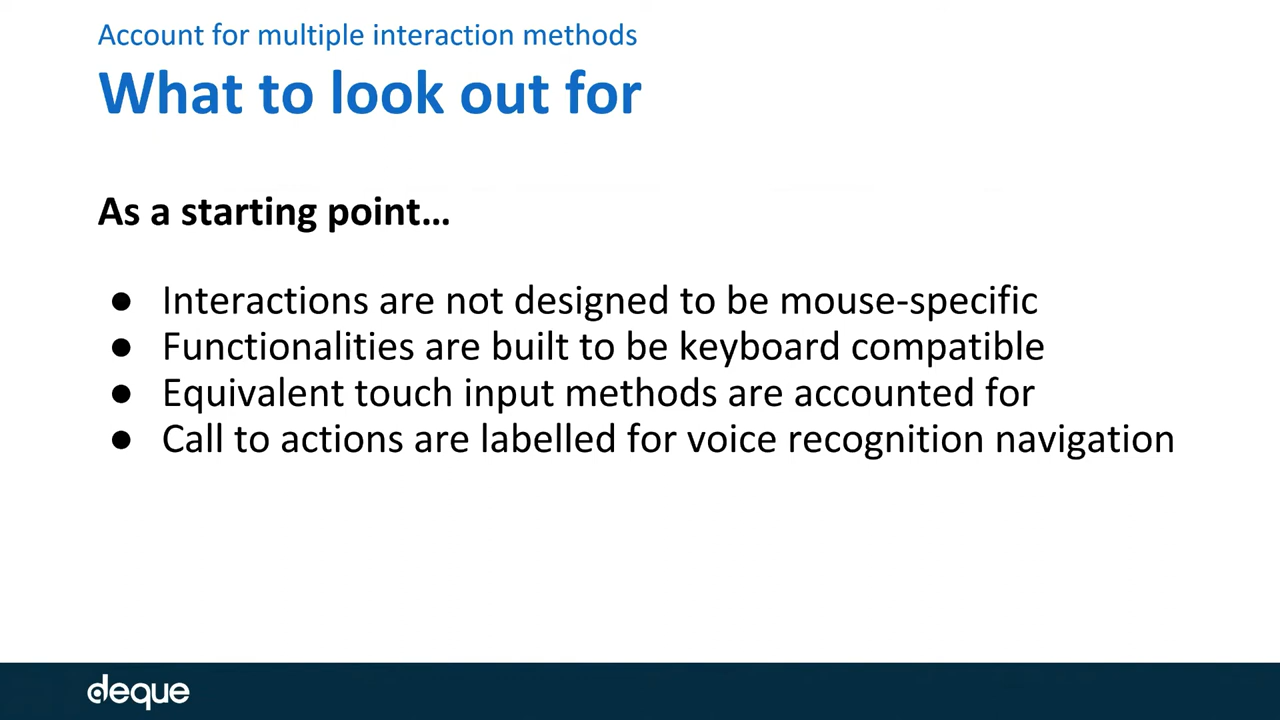 Account for multiple interaction methods
What to look out for
As a starting point…
● Interactions are not designed to be mouse-specific
● Functionalities are built to be keyboard compatible
● Equivalent touch input methods are accounted for
● Call to actions are labelled for voice recognition navigation
deque